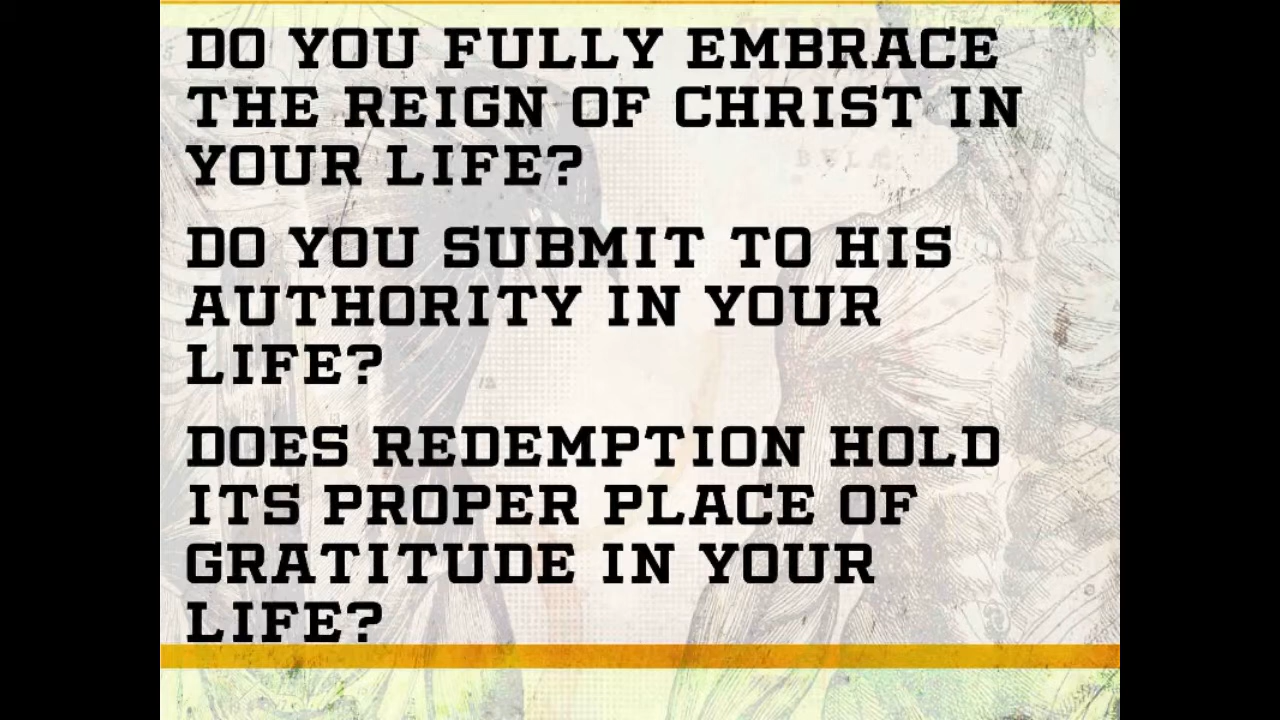 DO YOU FULLY EMBRACE
THE REIGN OF CHRIST IN
YOUR LIFE?
DO YOU SUBMIT TO HIS
AUTHORITY IN YOUR
LIFE?
DOES REDEMPTION HOLD
ITS PROPER PLACE OF
GRATITUDE IN YOUR
LIFE?